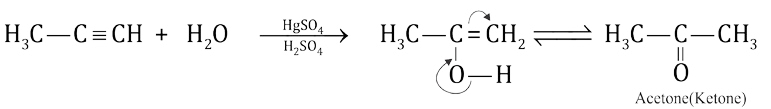 H₃C—C≡CH + H₂O HgSO₄ H₂SO₄ H₃C—C=CH₂ H₃C—C—CH₃
O—H O
Acetone(Ketone)